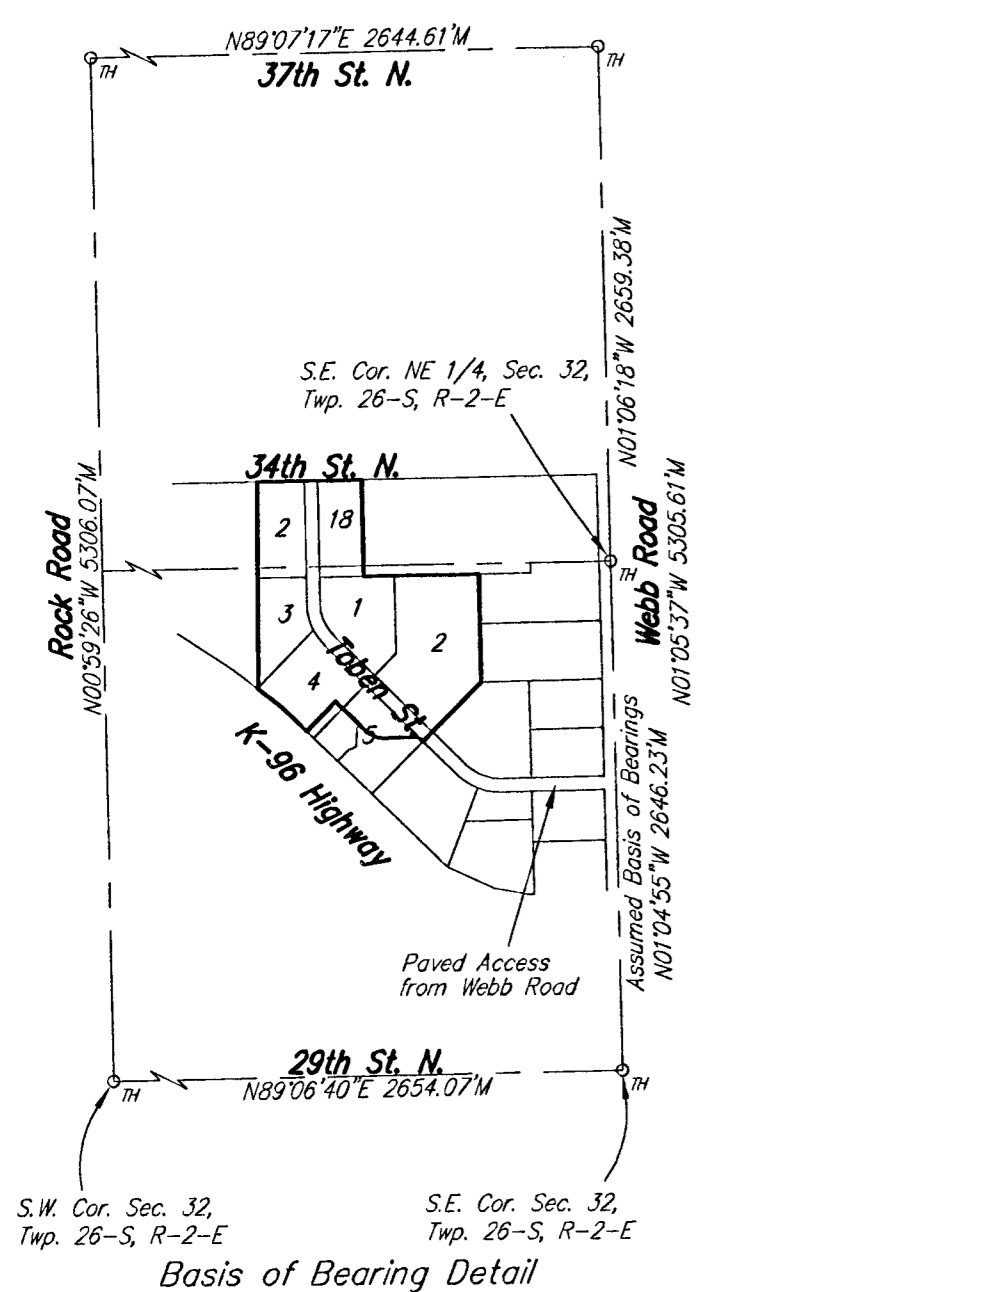 N89°07'17"E 2644.61'M
37th St. N.
TH
TH
N01°06'18"W 2659.38'M
S.E. Cor. NE 1/4, Sec. 32,
Twp. 26-S, R-2-E
34th St. N.
Rock Road
N00°59'26"W 5306.07'M
2
18
TH
Webb Road
N01°05'37"W 5305.61'M
3
1
2
4
Toben St
5
K-96 Highway
Assumed Basis of Bearings
N01°04'55"W 2646.23'M
Paved Access
from Webb Road
29th St. N.
N89°06'40"E 2654.07'M
TH
TH
S.W. Cor. Sec. 32,
Twp. 26-S, R-2-E
S.E. Cor. Sec. 32,
Twp. 26-S, R-2-E
Basis of Bearing Detail